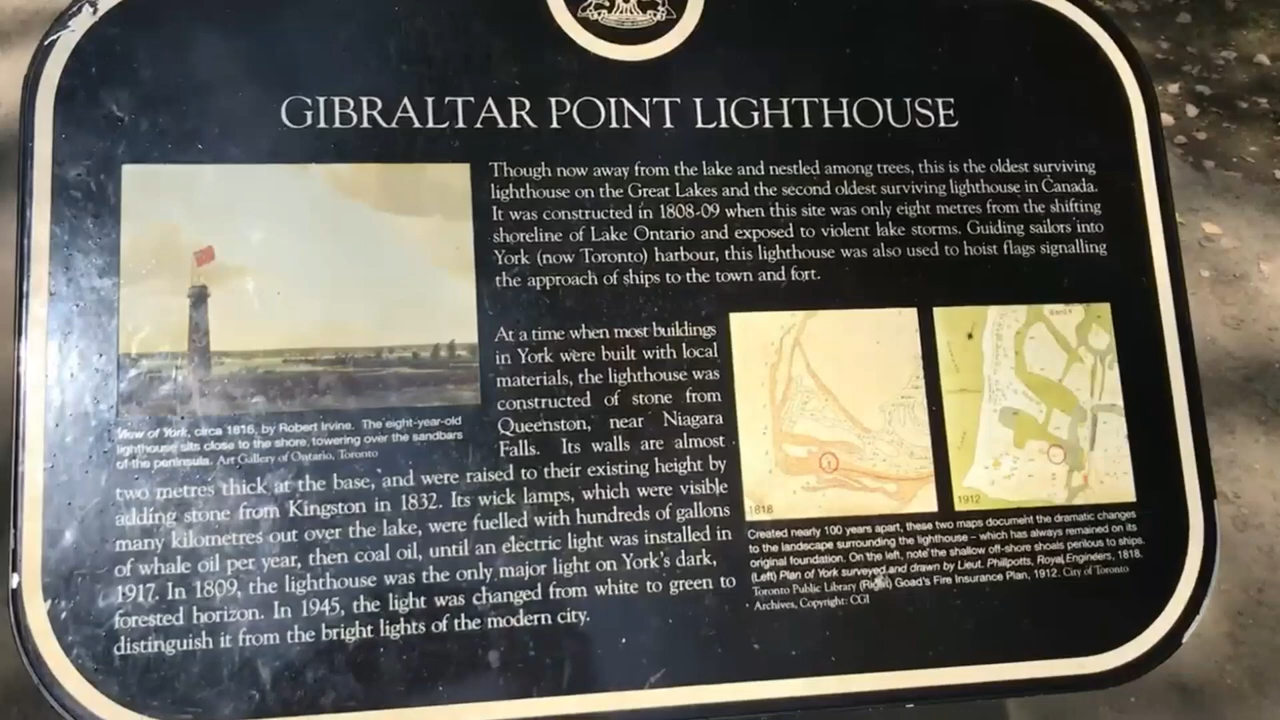 GIBRALTAR POINT LIGHTHOUSE
Though now away from the lake and nestled among trees, this is the oldest surviving
lighthouse on the Great Lakes and the second oldest surviving lighthouse in Canada.
It was constructed in 1808-09 when this site was only eight metres from the shifting
shoreline of Lake Ontario and exposed to violent lake storms. Guiding sailors into
York (now Toronto) harbour, this lighthouse was also used to hoist flags signalling
the approach of ships to the town and fort.
View of York, circa 1816, by Robert Irvine. The eight-year-old
lighthouse sits close to the shore, towering over the sandbars
of the peninsula. Art Gallery of Ontario, Toronto
At a time when most buildings
in York were built with local
materials, the lighthouse was
constructed of stone from
Queenston, near Niagara
Falls. Its walls are almost
two metres thick at the base, and were raised to their existing height by
adding stone from Kingston in 1832. Its wick lamps, which were visible
many kilometres out over the lake, were fuelled with hundreds of gallons
of whale oil per year, then coal oil, until an electric light was installed in
1917. In 1809, the lighthouse was the only major light on York's dark,
forested horizon. In 1945, the light was changed from white to green to
distinguish it from the bright lights of the modern city.
1818
1912
Created nearly 100 years apart, these two maps document the dramatic changes
to the landscape surrounding the lighthouse – which has always remained on its
original foundation. On the left, note the shallow off-shore shoals perilous to ships.
(Left) Plan of York surveyed and drawn by Lieut. Phillpotts, Royal Engineers, 1818.
Toronto Public Library (Right) Goad's Fire Insurance Plan, 1912. City of Toronto
Archives, Copyright: CGI